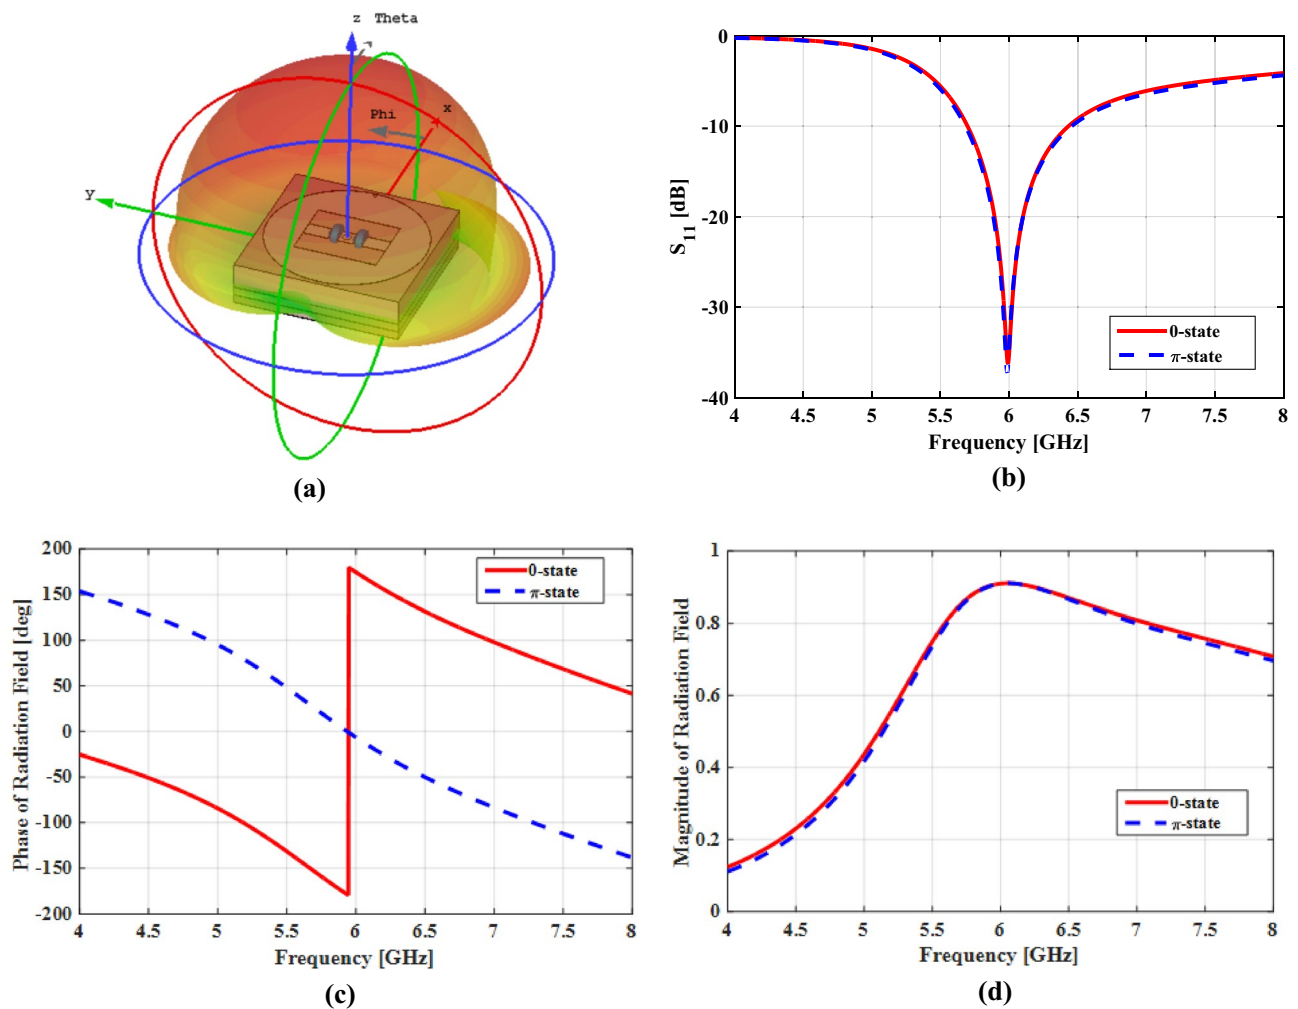 z Theta
x
Phi
y
(a)
0
-10
-20
-30
-40
S11 [dB]
0-state
π-state
4 4.5 5 5.5 6 6.5 7 7.5 8
Frequency [GHz]
(b)
200
150
100
50
0
-50
-100
-150
-200
Phase of Radiation Field [deg]
0-state
π-state
4 4.5 5 5.5 6 6.5 7 7.5 8
Frequency [GHz]
(c)
1
0.8
0.6
0.4
0.2
0
Magnitude of Radiation Field
0-state
π-state
4 4.5 5 5.5 6 6.5 7 7.5 8
Frequency [GHz]
(d)